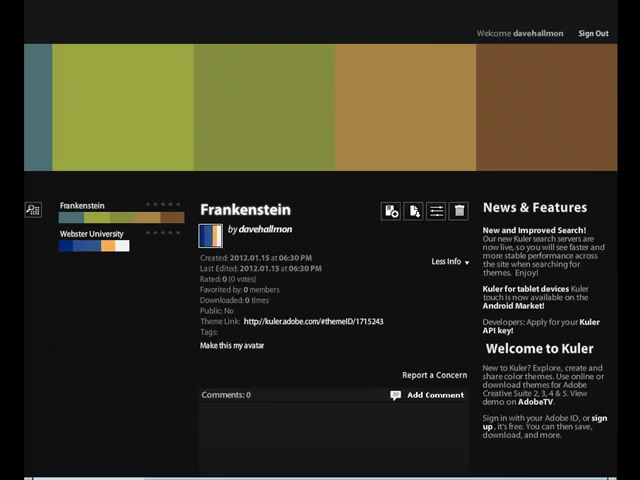 Welcome davehallmon Sign Out
Frankenstein
Webster University
Frankenstein
by davehallmon
Created: 2012.01.15 at 06:30 PM
Last Edited: 2012.01.15 at 06:30 PM
Rated: 0 (0 votes)
Favorited by: 0 members
Downloaded: 0 times
Public: No
Theme Link: http://kuler.adobe.com/#themeID/1715243
Tags:
Make this my avatar
Less Info
Report a Concern
Comments: 0 Add Comment
News & Features
New and Improved Search!
Our new Kuler search servers are
now live, so you will see faster and
more stable performance across
the site when searching for
themes. Enjoy!
Kuler for tablet devices Kuler
touch is now available on the
Android Market!
Developers: Apply for your Kuler
API key!
Welcome to Kuler
New to Kuler? Explore, create and
share color themes. Use online or
download themes for Adobe
Creative Suite 2, 3, 4 & 5. View
demo on AdobeTV.
Sign in with your Adobe ID, or sign
up, it's free. You can then save,
download, and more.